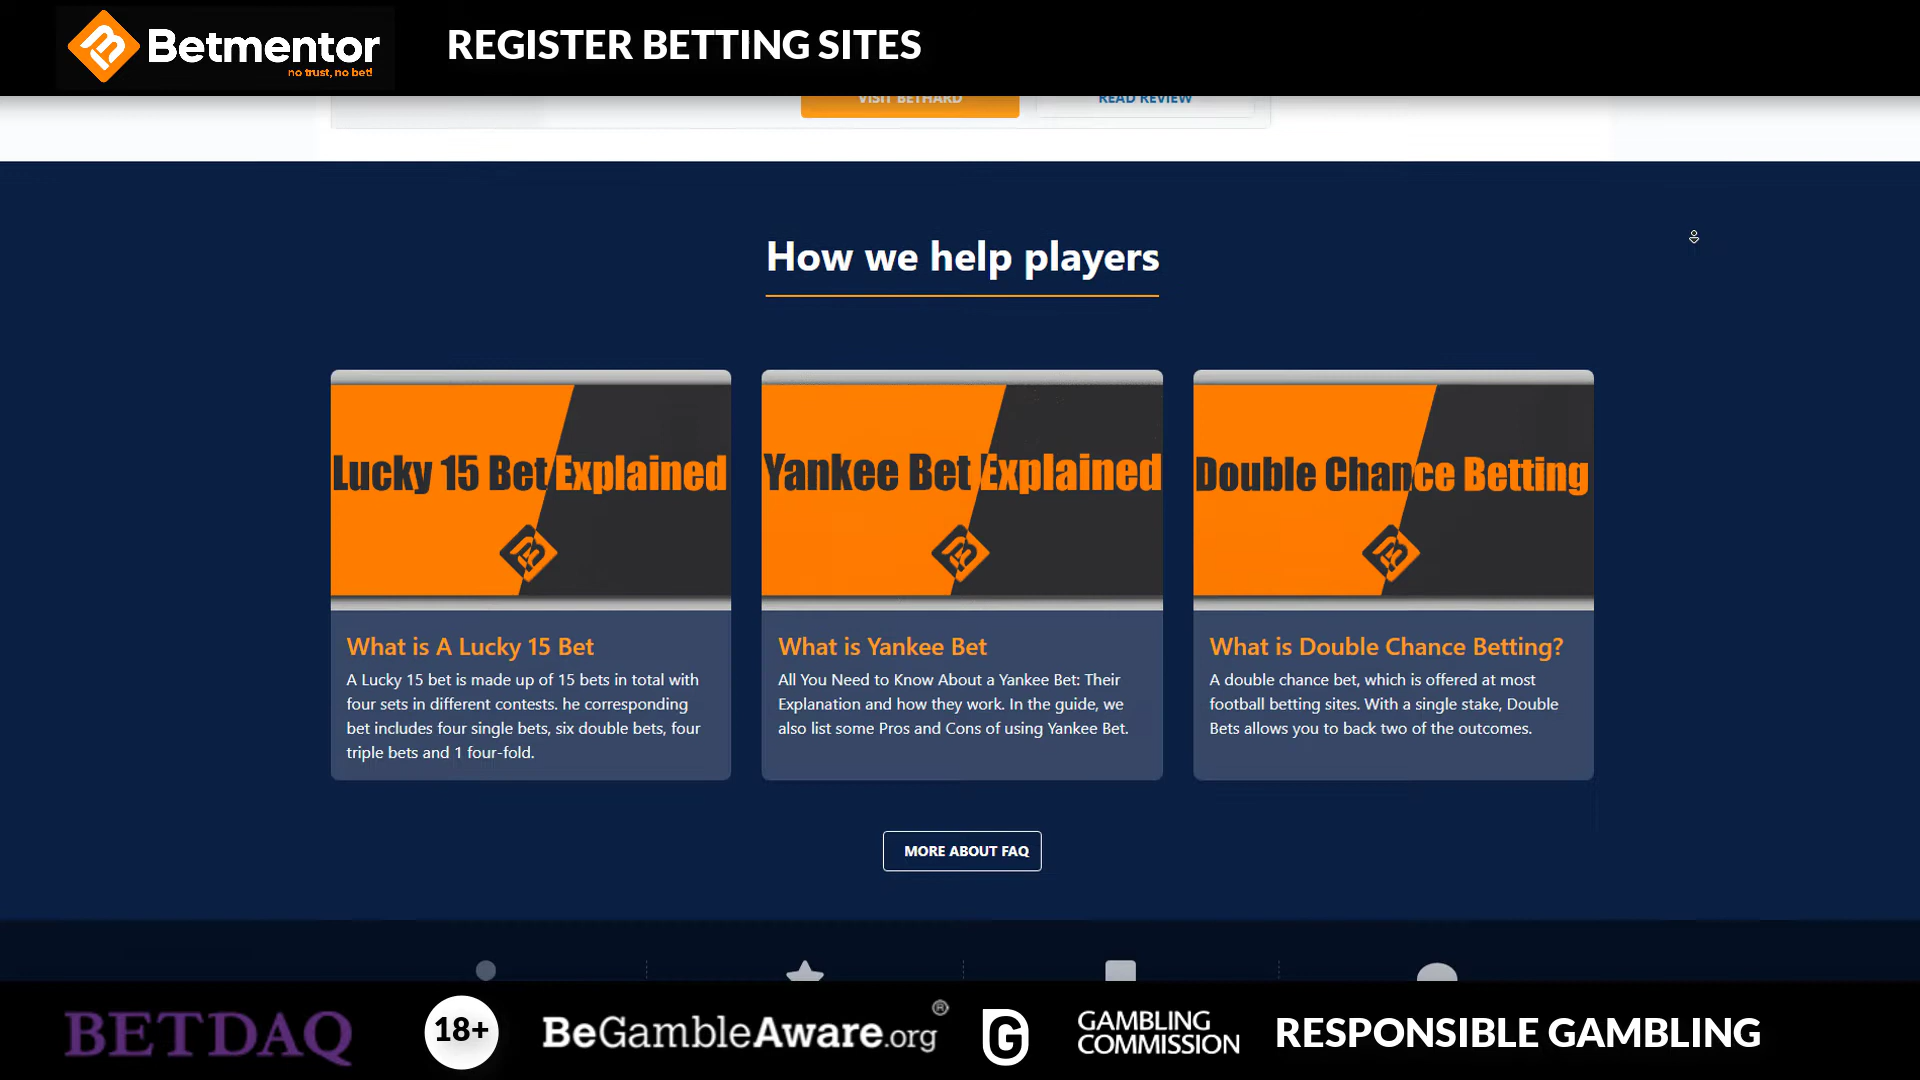 Betmentor
no trust, no bet!
REGISTER BETTING SITES
VISIT BETHARD
READ REVIEW
How we help players
Lucky 15 Bet Explained
Yankee Bet Explained
Double Chance Betting
What is A Lucky 15 Bet
A Lucky 15 bet is made up of 15 bets in total with
four sets in different contests. he corresponding
bet includes four single bets, six double bets, four
triple bets and 1 four-fold.
What is Yankee Bet
All You Need to Know About a Yankee Bet: Their
Explanation and how they work. In the guide, we
also list some Pros and Cons of using Yankee Bet.
What is Double Chance Betting?
A double chance bet, which is offered at most
football betting sites. With a single stake, Double
Bets allows you to back two of the outcomes.
MORE ABOUT FAQ
BETDAQ
18+
BeGambleAware.org®
G
GAMBLING
COMMISSION
RESPONSIBLE GAMBLING